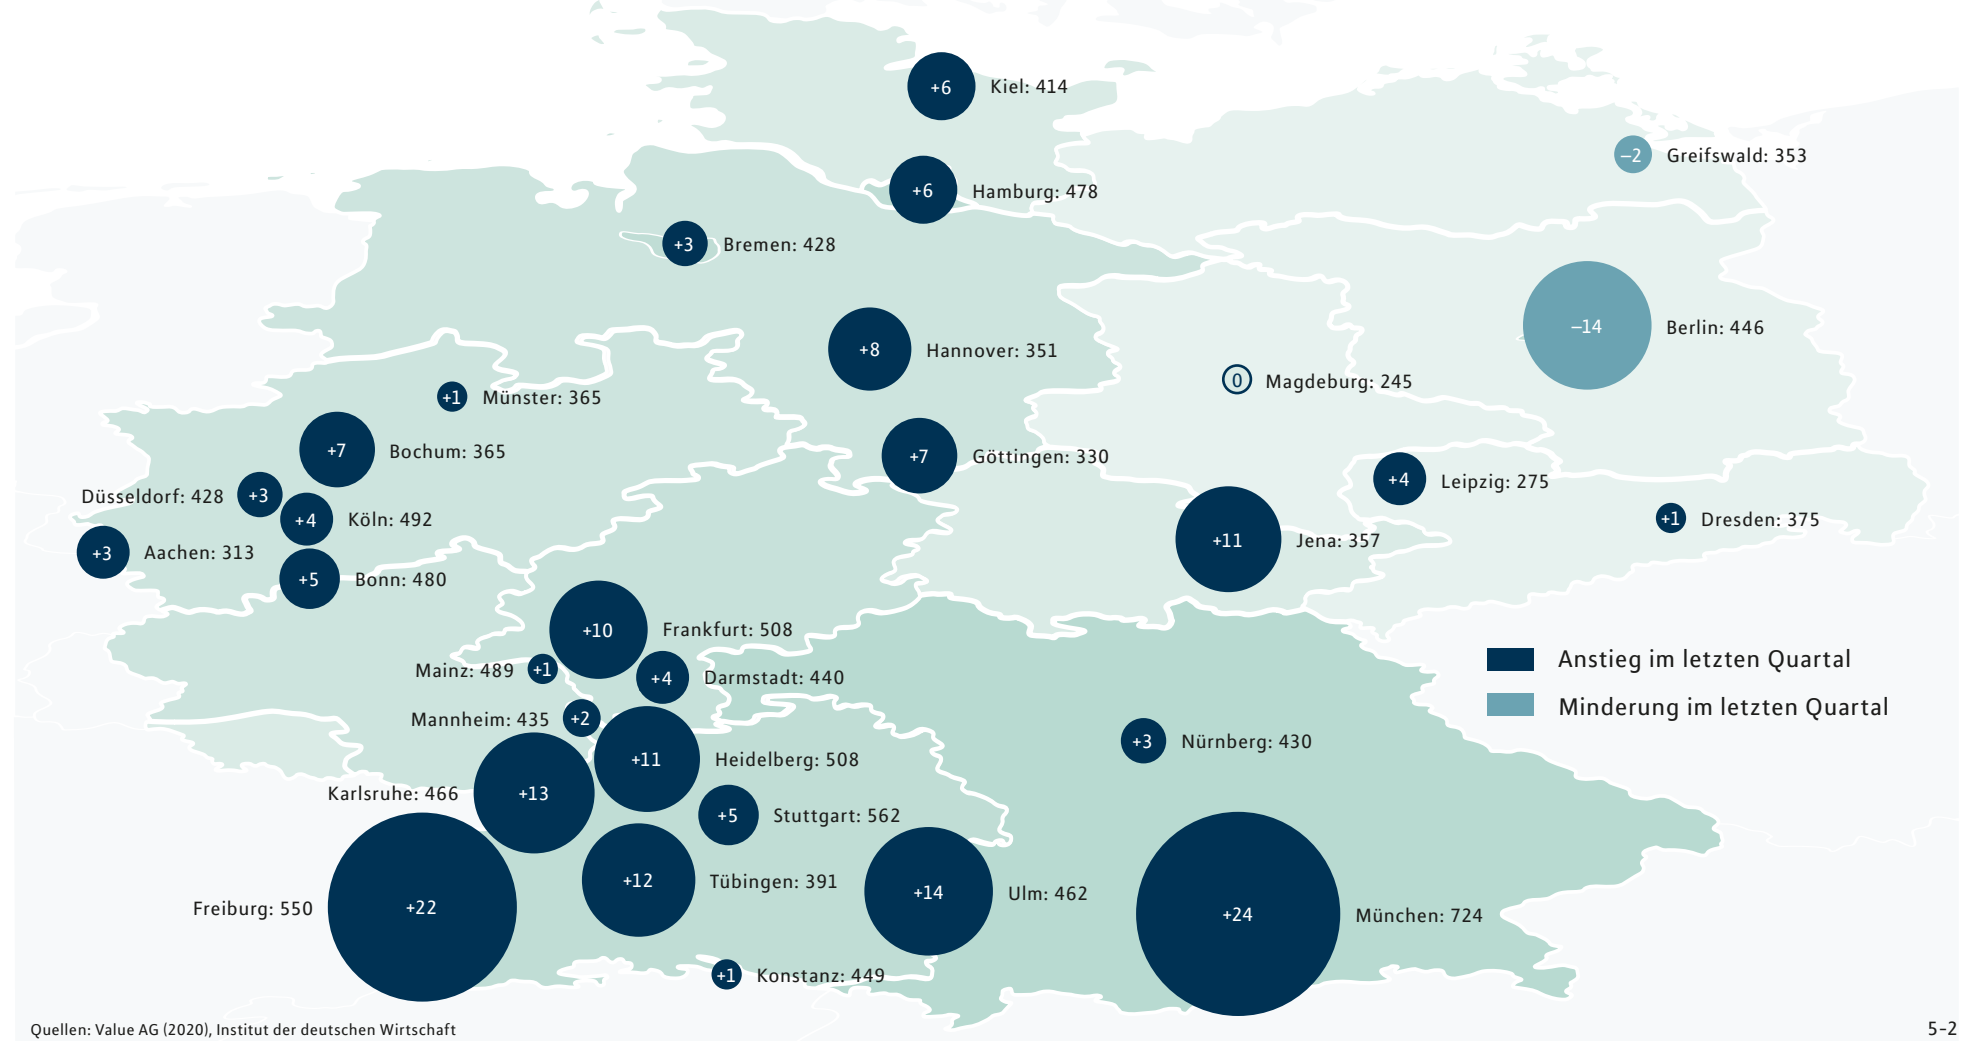 +6 Kiel: 414
–2 Greifswald: 353
+6 Hamburg: 478
+3 Bremen: 428
–14 Berlin: 446
+8 Hannover: 351
0 Magdeburg: 245
+1 Münster: 365
+7 Bochum: 365
+7 Göttingen: 330
+4 Leipzig: 275
Düsseldorf: 428 +3
+4 Köln: 492
+1 Dresden: 375
+3 Aachen: 313
+11 Jena: 357
+5 Bonn: 480
+10 Frankfurt: 508
Mainz: 489 +1
+4 Darmstadt: 440
Anstieg im letzten Quartal
Minderung im letzten Quartal
Mannheim: 435 +2
+3 Nürnberg: 430
+11 Heidelberg: 508
Karlsruhe: 466 +13
+5 Stuttgart: 562
+12 Tübingen: 391
+14 Ulm: 462
Freiburg: 550 +22
+24 München: 724
+1 Konstanz: 449
Quellen: Value AG (2020), Institut der deutschen Wirtschaft
5-2